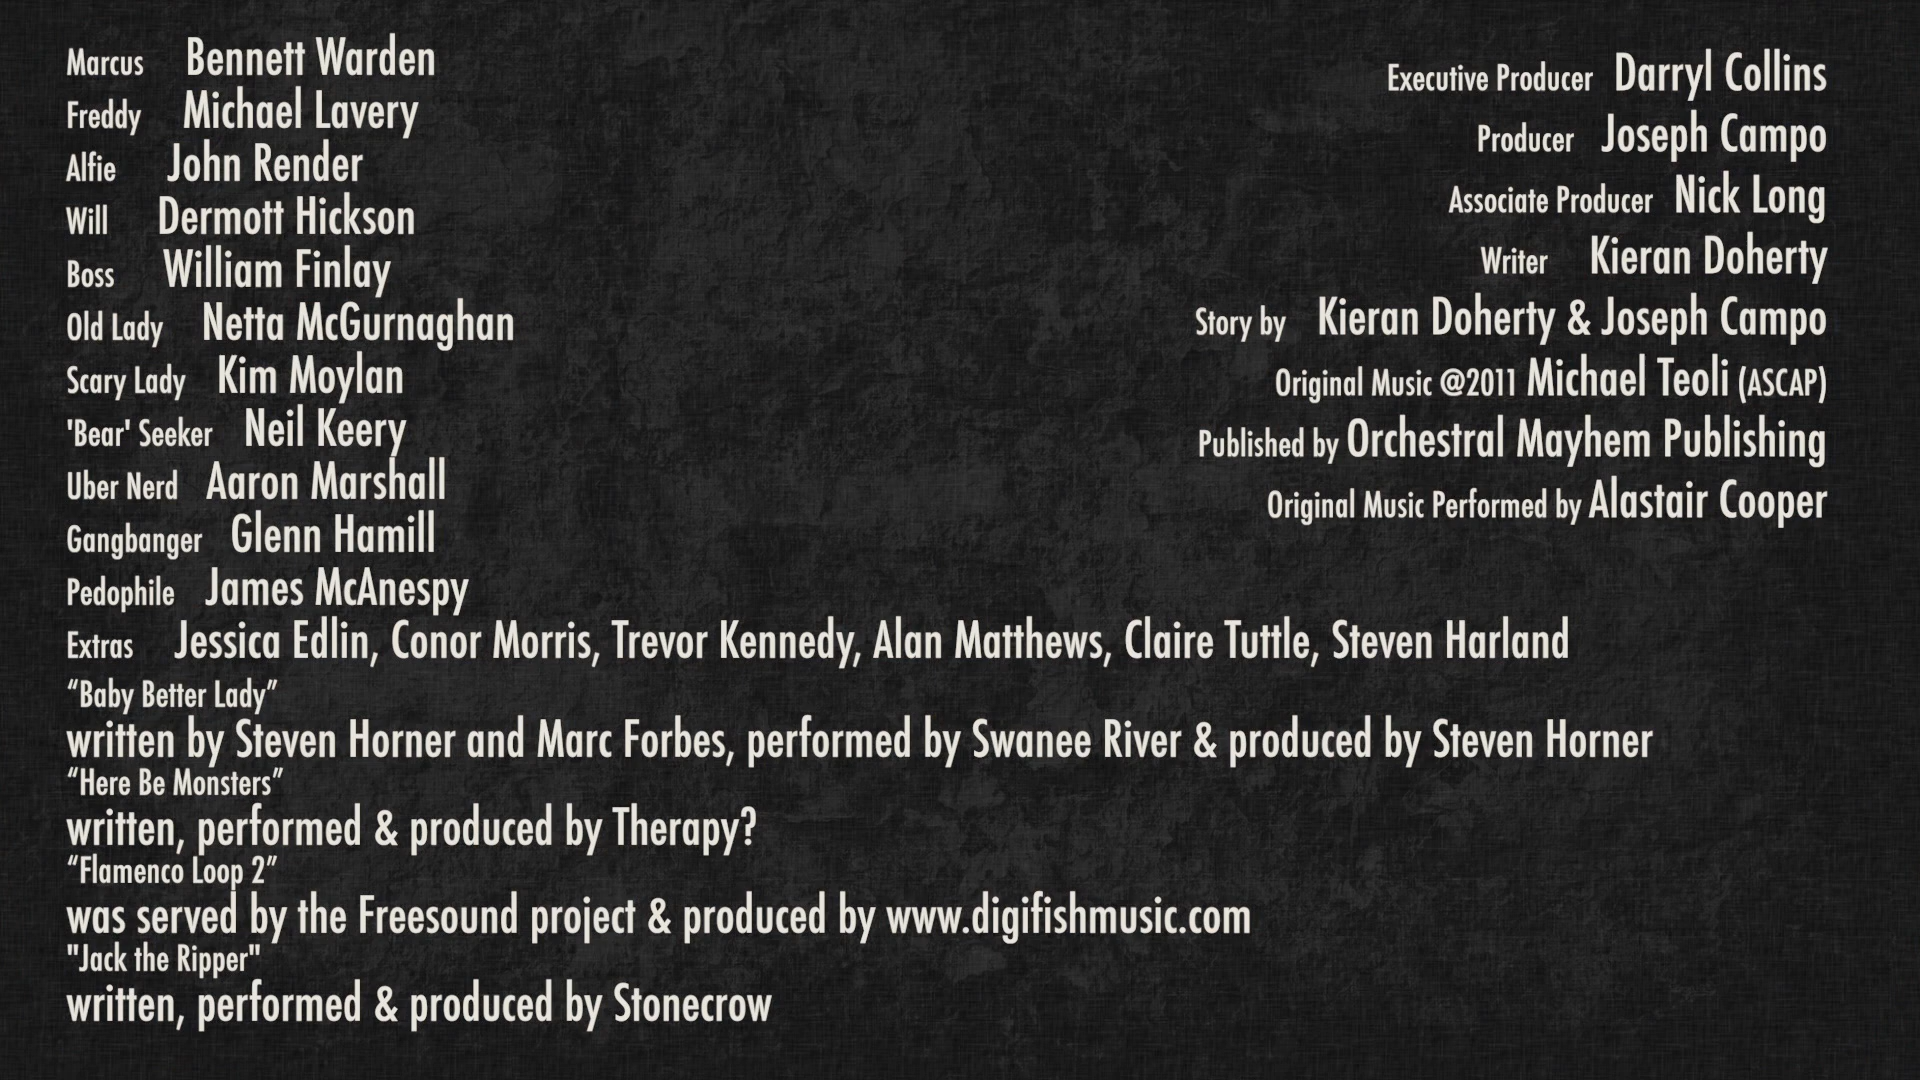 Marcus Bennett Warden
Freddy Michael Lavery
Alfie John Render
Will Dermott Hickson
Boss William Finlay
Old Lady Netta McGurnaghan
Scary Lady Kim Moylan
'Bear' Seeker Neil Keery
Uber Nerd Aaron Marshall
Gangbanger Glenn Hamill
Pedophile James McAnespy
Extras Jessica Edlin, Conor Morris, Trevor Kennedy, Alan Matthews, Claire Tuttle, Steven Harland
“Baby Better Lady”
written by Steven Horner and Marc Forbes, performed by Swanee River & produced by Steven Horner
“Here Be Monsters”
written, performed & produced by Therapy?
“Flamenco Loop 2”
was served by the Freesound project & produced by www.digifishmusic.com
"Jack the Ripper"
written, performed & produced by Stonecrow
Executive Producer Darryl Collins
Producer Joseph Campo
Associate Producer Nick Long
Writer Kieran Doherty
Story by Kieran Doherty & Joseph Campo
Original Music @2011 Michael Teoli (ASCAP)
Published by Orchestral Mayhem Publishing
Original Music Performed by Alastair Cooper